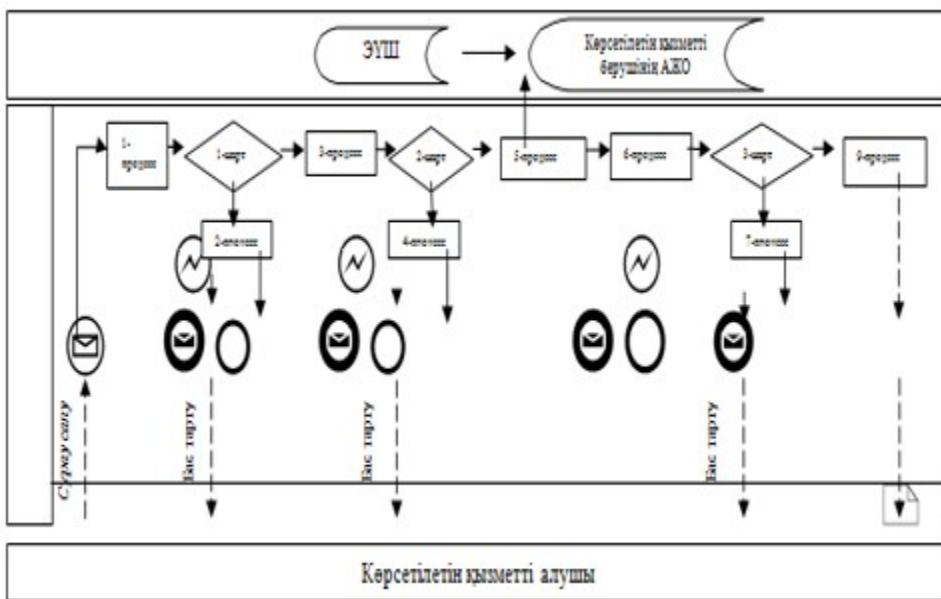 ЭҮШ
Көрсетілетін қызметті
берушінің АЖО
1-
процесс
1-шарт
3-процесс
2-шарт
5-процесс
6-процесс
3-шарт
9-процесс
2-процесс
4-процесс
7-процесс
Сұрау салу
Бас тарту
Бас тарту
Бас тарту
Көрсетілетін қызметті алушы